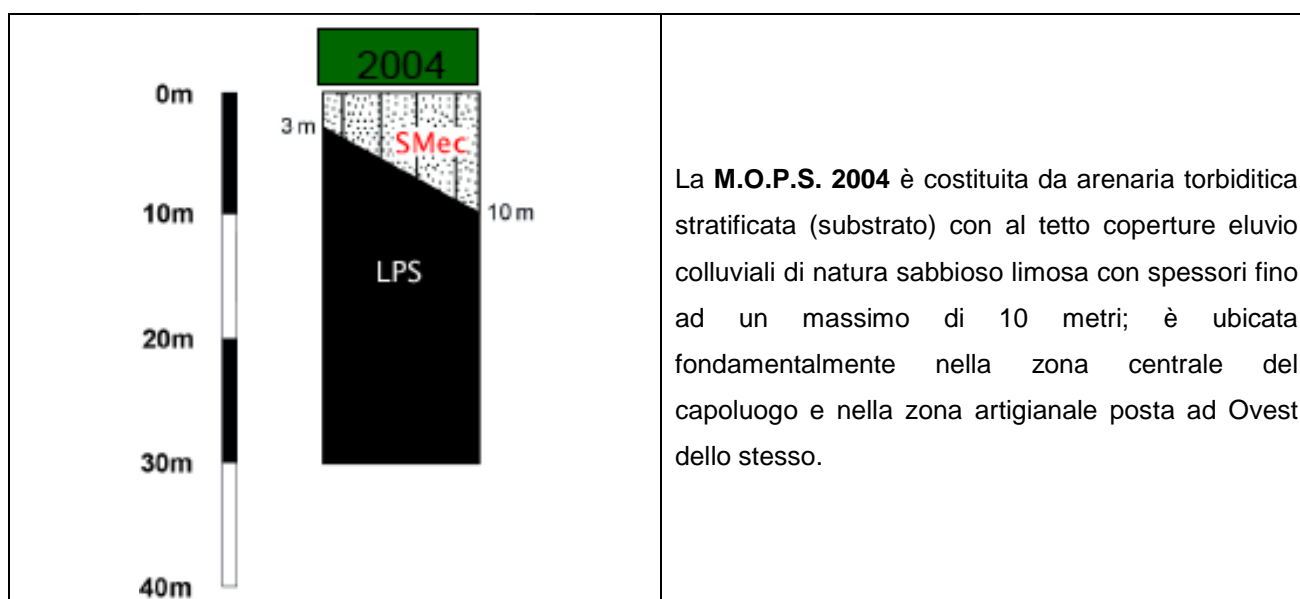 2004
0m
3 m
SMec
10m
10 m
LPS
20m
30m
40m
La M.O.P.S. 2004 è costituita da arenaria torbiditica
stratificata (substrato) con al tetto coperture eluvio
colluviali di natura sabbioso limosa con spessori fino
ad un massimo di 10 metri; è ubicata
fondamentalmente nella zona centrale del
capoluogo e nella zona artigianale posta ad Ovest
dello stesso.